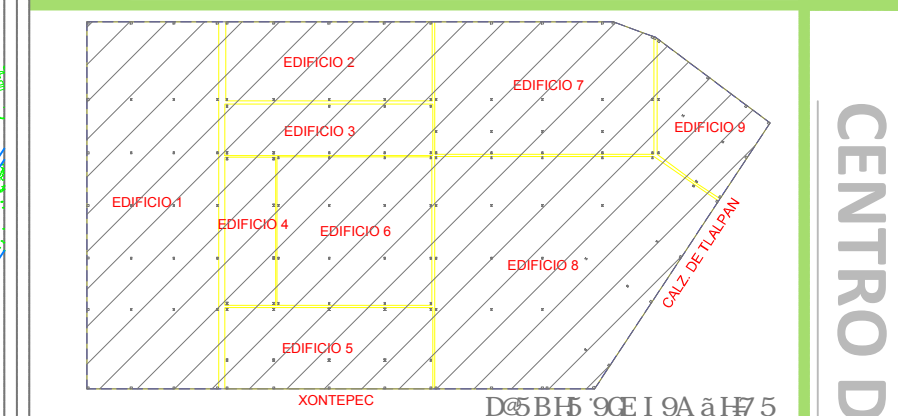 EDIFICIO 2
EDIFICIO 7
EDIFICIO 3
EDIFICIO 9
EDIFICIO 1
EDIFICIO 4
EDIFICIO 6
EDIFICIO 8
CALZ. DE TLALPAN
EDIFICIO 5
XONTEPEC
CENTRO D